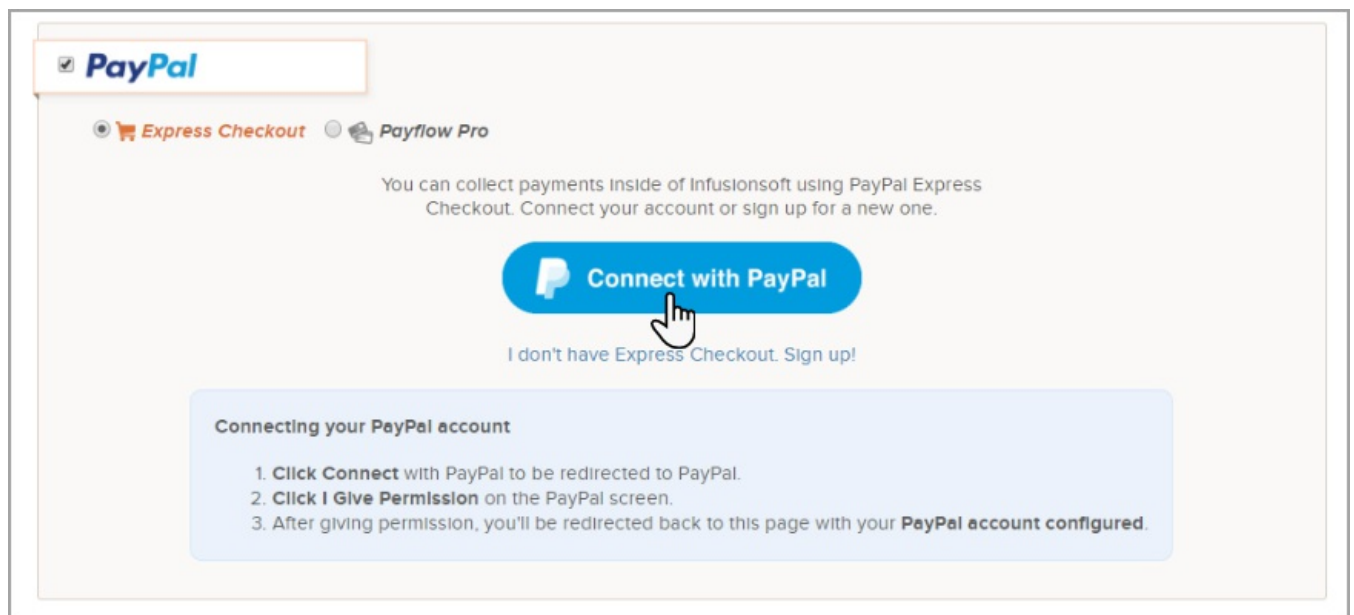 PayPal
Express Checkout Payflow Pro
You can collect payments inside of Infusionsoft using PayPal Express
Checkout. Connect your account or sign up for a new one.
Connect with PayPal
I don't have Express Checkout. Sign up!
Connecting your PayPal account
1. Click Connect with PayPal to be redirected to PayPal.
2. Click I Give Permission on the PayPal screen.
3. After giving permission, you'll be redirected back to this page with your PayPal account configured.